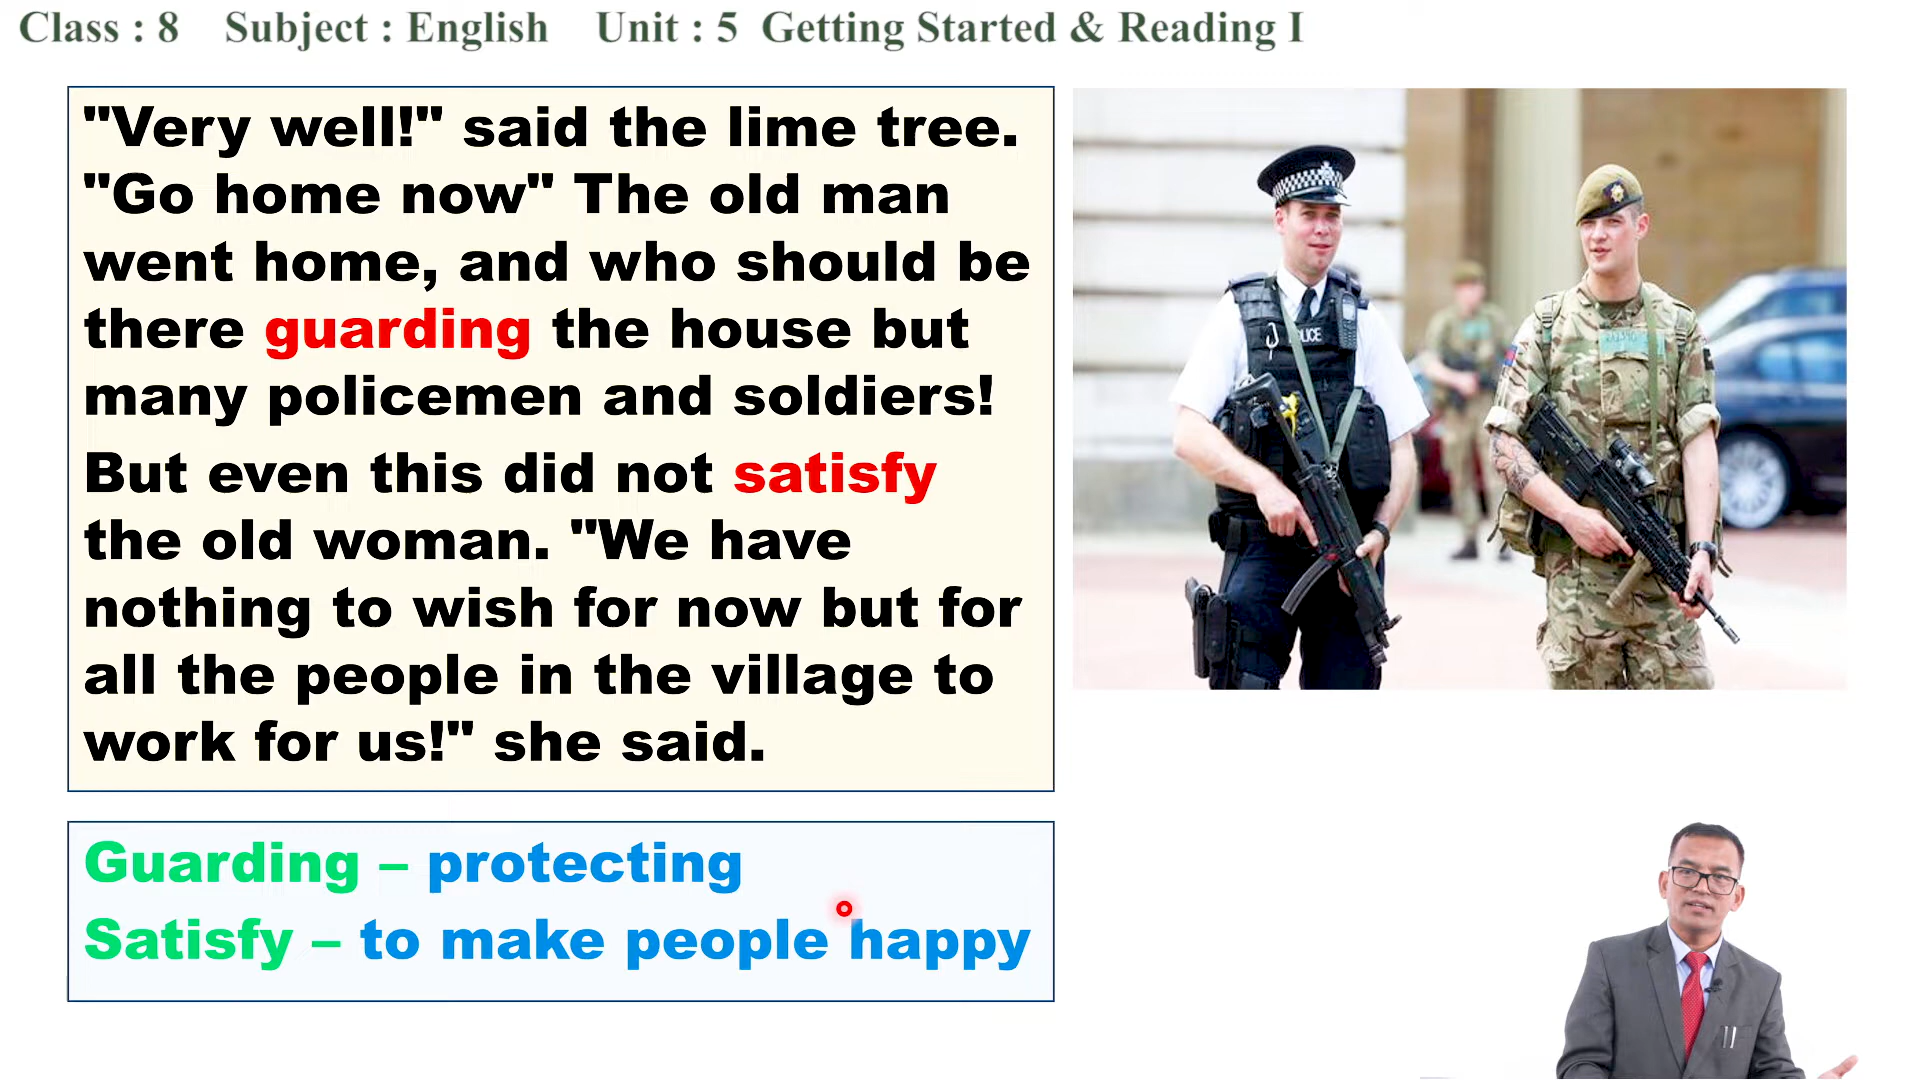 Class : 8    Subject : English    Unit : 5  Getting Started & Reading I
"Very well!" said the lime tree.
"Go home now" The old man
went home, and who should be
there guarding the house but
many policemen and soldiers!
But even this did not satisfy
the old woman. "We have
nothing to wish for now but for
all the people in the village to
work for us!" she said.
Guarding – protecting
Satisfy – to make people happy